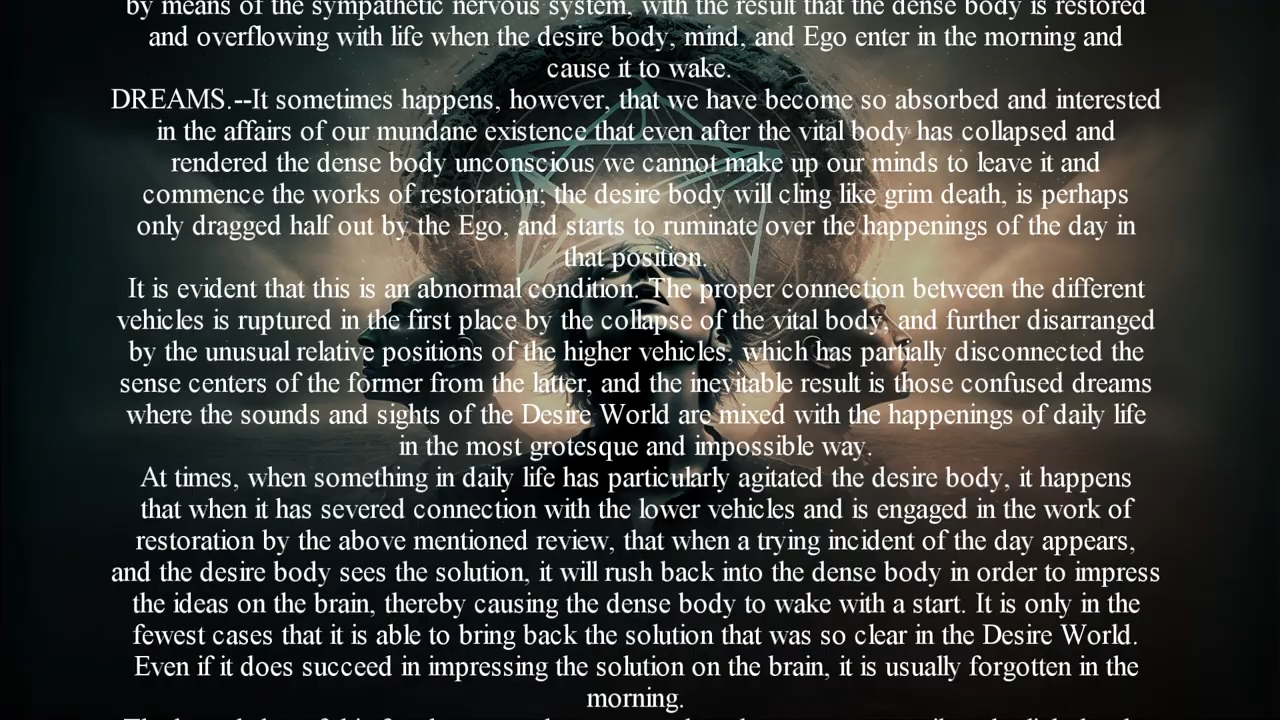 by means of the sympathetic nervous system, with the result that the dense body is restored
and overflowing with life when the desire body, mind, and Ego enter in the morning and
cause it to wake.
DREAMS.--It sometimes happens, however, that we have become so absorbed and interested
in the affairs of our mundane existence that even after the vital body has collapsed and
rendered the dense body unconscious we cannot make up our minds to leave it and
commence the works of restoration; the desire body will cling like grim death, is perhaps
only dragged half out by the Ego, and starts to ruminate over the happenings of the day in
that position.
It is evident that this is an abnormal condition. The proper connection between the different
vehicles is ruptured in the first place by the collapse of the vital body, and further disarranged
by the unusual relative positions of the higher vehicles, which has partially disconnected the
sense centers of the former from the latter, and the inevitable result is those confused dreams
where the sounds and sights of the Desire World are mixed with the happenings of daily life
in the most grotesque and impossible way.
At times, when something in daily life has particularly agitated the desire body, it happens
that when it has severed connection with the lower vehicles and is engaged in the work of
restoration by the above mentioned review, that when a trying incident of the day appears,
and the desire body sees the solution, it will rush back into the dense body in order to impress
the ideas on the brain, thereby causing the dense body to wake with a start. It is only in the
fewest cases that it is able to bring back the solution that was so clear in the Desire World.
Even if it does succeed in impressing the solution on the brain, it is usually forgotten in the
morning.